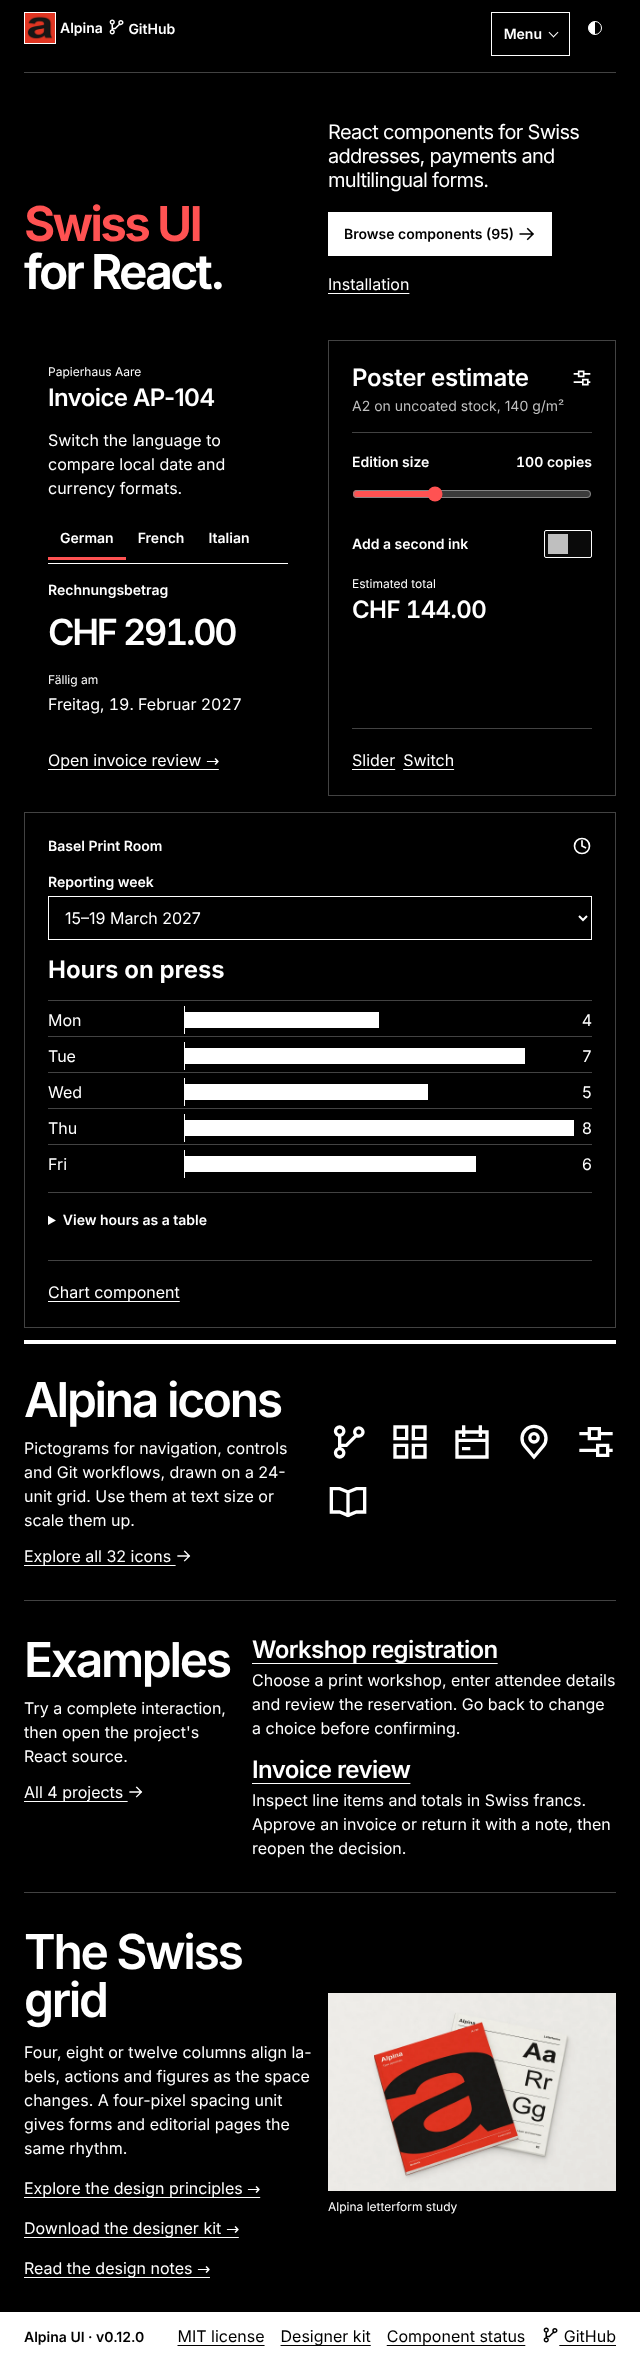 a Alpina GitHub
Menu
React components for Swiss
addresses, payments and
multilingual forms.
Swiss UI
for React.
Browse components (95) →
Installation
Papierhaus Aare
Invoice AP-104
Switch the language to
compare local date and
currency formats.
German French Italian
Rechnungsbetrag
CHF 291.00
Fällig am
Freitag, 19. Februar 2027
Open invoice review →
Poster estimate
A2 on uncoated stock, 140 g/m²
Edition size 100 copies
Add a second ink
Estimated total
CHF 144.00
Slider Switch
Basel Print Room
Reporting week
15–19 March 2027
Hours on press
Mon 4
Tue 7
Wed 5
Thu 8
Fri 6
View hours as a table
Chart component
Alpina icons
Pictograms for navigation, controls
and Git workflows, drawn on a 24-
unit grid. Use them at text size or
scale them up.
Explore all 32 icons →
Examples
Try a complete interaction,
then open the project's
React source.
All 4 projects →
Workshop registration
Choose a print workshop, enter attendee details
and review the reservation. Go back to change
a choice before confirming.
Invoice review
Inspect line items and totals in Swiss francs.
Approve an invoice or return it with a note, then
reopen the decision.
The Swiss
grid
Four, eight or twelve columns align la-
bels, actions and figures as the space
changes. A four-pixel spacing unit
gives forms and editorial pages the
same rhythm.
Explore the design principles →
Download the designer kit →
Read the design notes →
Alpina
a
Alpina
Aa
Rr
Gg
Alpina letterform study
Alpina UI · v0.12.0 MIT license Designer kit Component status GitHub